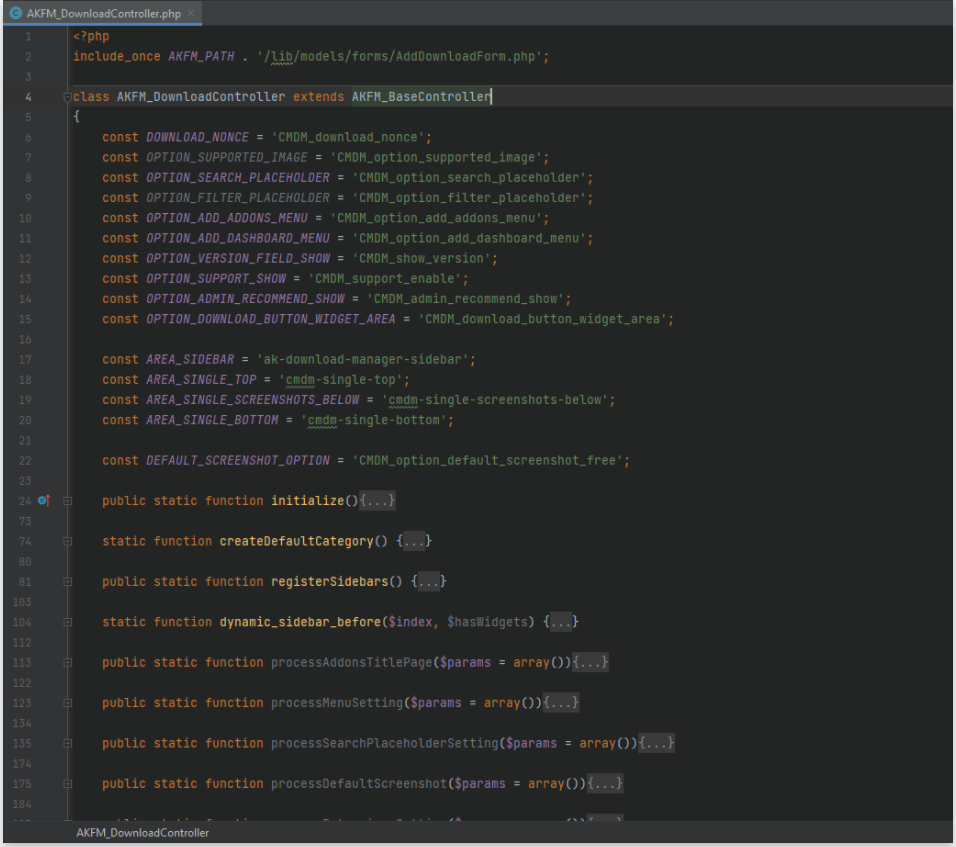 AKFM_DownloadController.php
1 <?php
2 include_once AKFM_PATH . '/lib/models/forms/AddDownloadForm.php';
3
4 class AKFM_DownloadController extends AKFM_BaseController
5 {
6 const DOWNLOAD_NONCE = 'CMDM_download_nonce';
7 const OPTION_SUPPORTED_IMAGE = 'CMDM_option_supported_image';
8 const OPTION_SEARCH_PLACEHOLDER = 'CMDM_option_search_placeholder';
9 const OPTION_FILTER_PLACEHOLDER = 'CMDM_option_filter_placeholder';
10 const OPTION_ADD_ADDONS_MENU = 'CMDM_option_add_addons_menu';
11 const OPTION_ADD_DASHBOARD_MENU = 'CMDM_option_add_dashboard_menu';
12 const OPTION_VERSION_FIELD_SHOW = 'CMDM_show_version';
13 const OPTION_SUPPORT_SHOW = 'CMDM_support_enable';
14 const OPTION_ADMIN_RECOMMEND_SHOW = 'CMDM_admin_recommend_show';
15 const OPTION_DOWNLOAD_BUTTON_WIDGET_AREA = 'CMDM_download_button_widget_area';
16
17 const AREA_SIDEBAR = 'ak-download-manager-sidebar';
18 const AREA_SINGLE_TOP = 'cmdm-single-top';
19 const AREA_SINGLE_SCREENSHOTS_BELOW = 'cmdm-single-screenshots-below';
20 const AREA_SINGLE_BOTTOM = 'cmdm-single-bottom';
21
22 const DEFAULT_SCREENSHOT_OPTION = 'CMDM_option_default_screenshot_free';
23
24 public static function initialize(){...}
73
74 static function createDefaultCategory() {...}
80
81 public static function registerSidebars() {...}
103
104 static function dynamic_sidebar_before($index, $hasWidgets) {...}
112
113 public static function processAddonsTitlePage($params = array()){...}
122
123 public static function processMenuSetting($params = array()){...}
134
135 public static function processSearchPlaceholderSetting($params = array()){...}
174
175 public static function processDefaultScreenshot($params = array()){...}
184
AKFM_DownloadController